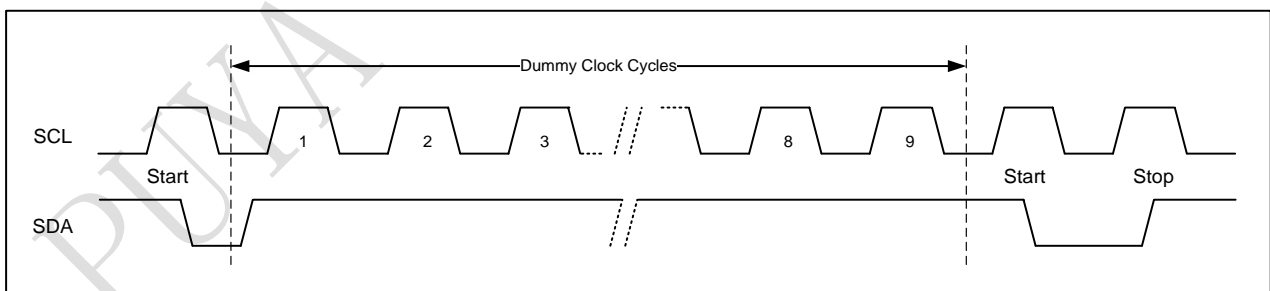 PUYA
Dummy Clock Cycles
SCL
1 2 3 8 9
Start Start Stop
SDA